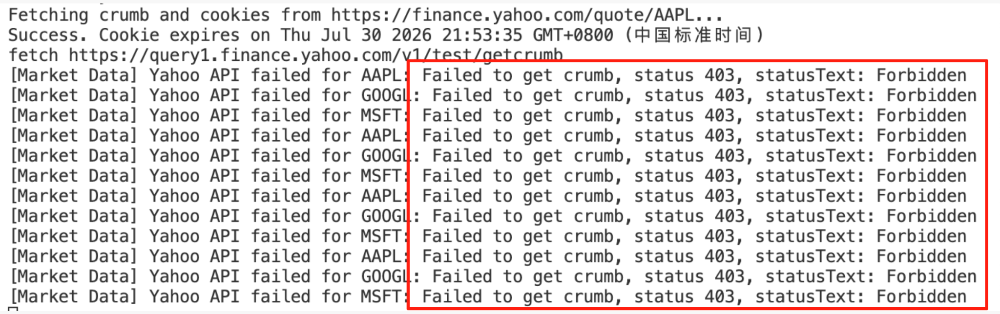 Fetching crumb and cookies from https://finance.yahoo.com/quote/AAPL...
Success. Cookie expires on Thu Jul 30 2026 21:53:35 GMT+0800 (中国标准时间)
fetch https://query1.finance.yahoo.com/v1/test/getcrumb
[Market Data] Yahoo API failed for AAPL: Failed to get crumb, status 403, statusText: Forbidden
[Market Data] Yahoo API failed for GOOGL: Failed to get crumb, status 403, statusText: Forbidden
[Market Data] Yahoo API failed for MSFT: Failed to get crumb, status 403, statusText: Forbidden
[Market Data] Yahoo API failed for AAPL: Failed to get crumb, status 403, statusText: Forbidden
[Market Data] Yahoo API failed for GOOGL: Failed to get crumb, status 403, statusText: Forbidden
[Market Data] Yahoo API failed for MSFT: Failed to get crumb, status 403, statusText: Forbidden
[Market Data] Yahoo API failed for AAPL: Failed to get crumb, status 403, statusText: Forbidden
[Market Data] Yahoo API failed for GOOGL: Failed to get crumb, status 403, statusText: Forbidden
[Market Data] Yahoo API failed for MSFT: Failed to get crumb, status 403, statusText: Forbidden
[Market Data] Yahoo API failed for AAPL: Failed to get crumb, status 403, statusText: Forbidden
[Market Data] Yahoo API failed for GOOGL: Failed to get crumb, status 403, statusText: Forbidden
[Market Data] Yahoo API failed for MSFT: Failed to get crumb, status 403, statusText: Forbidden